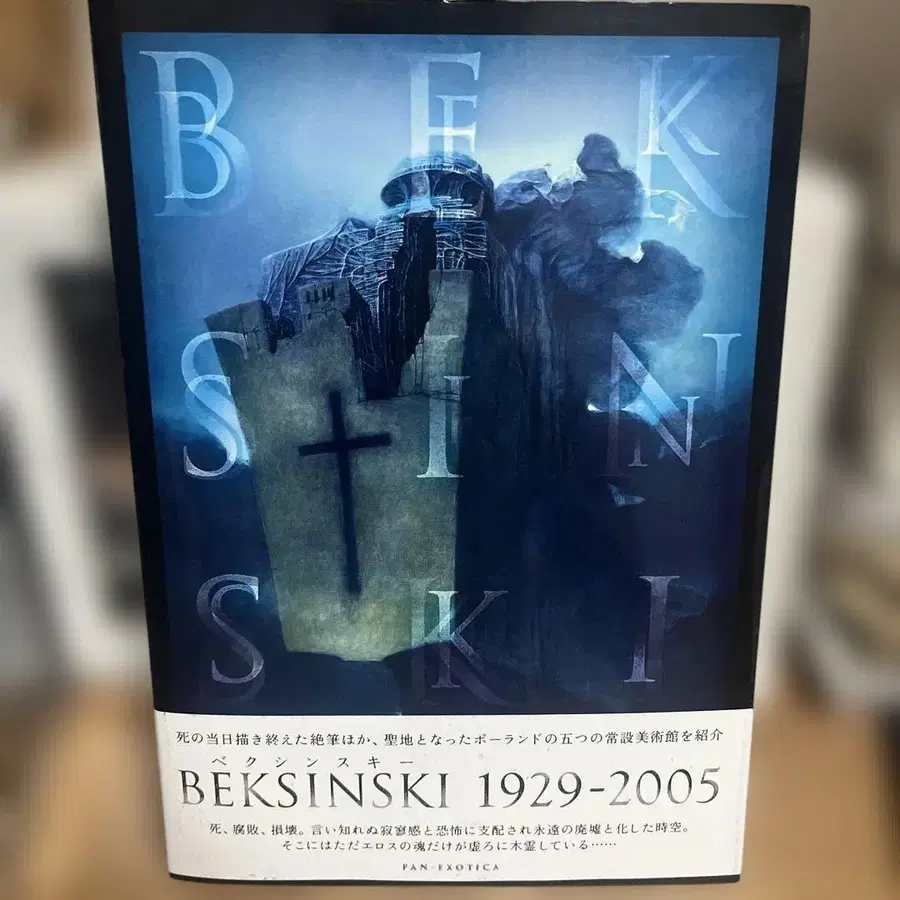 B E K
S I N
S K I
死の当日描き終えた絶筆ほか、聖地となったポーランドの五つの常設美術館を紹介
ベクシンスキー
BEKSINSKI 1929-2005
死、腐敗、損壊。言い知れぬ寂寥感と恐怖に支配され永遠の廃墟と化した時空。
そこにはただエロスの魂だけが虚ろに木霊している……
PAN-EXOTICA